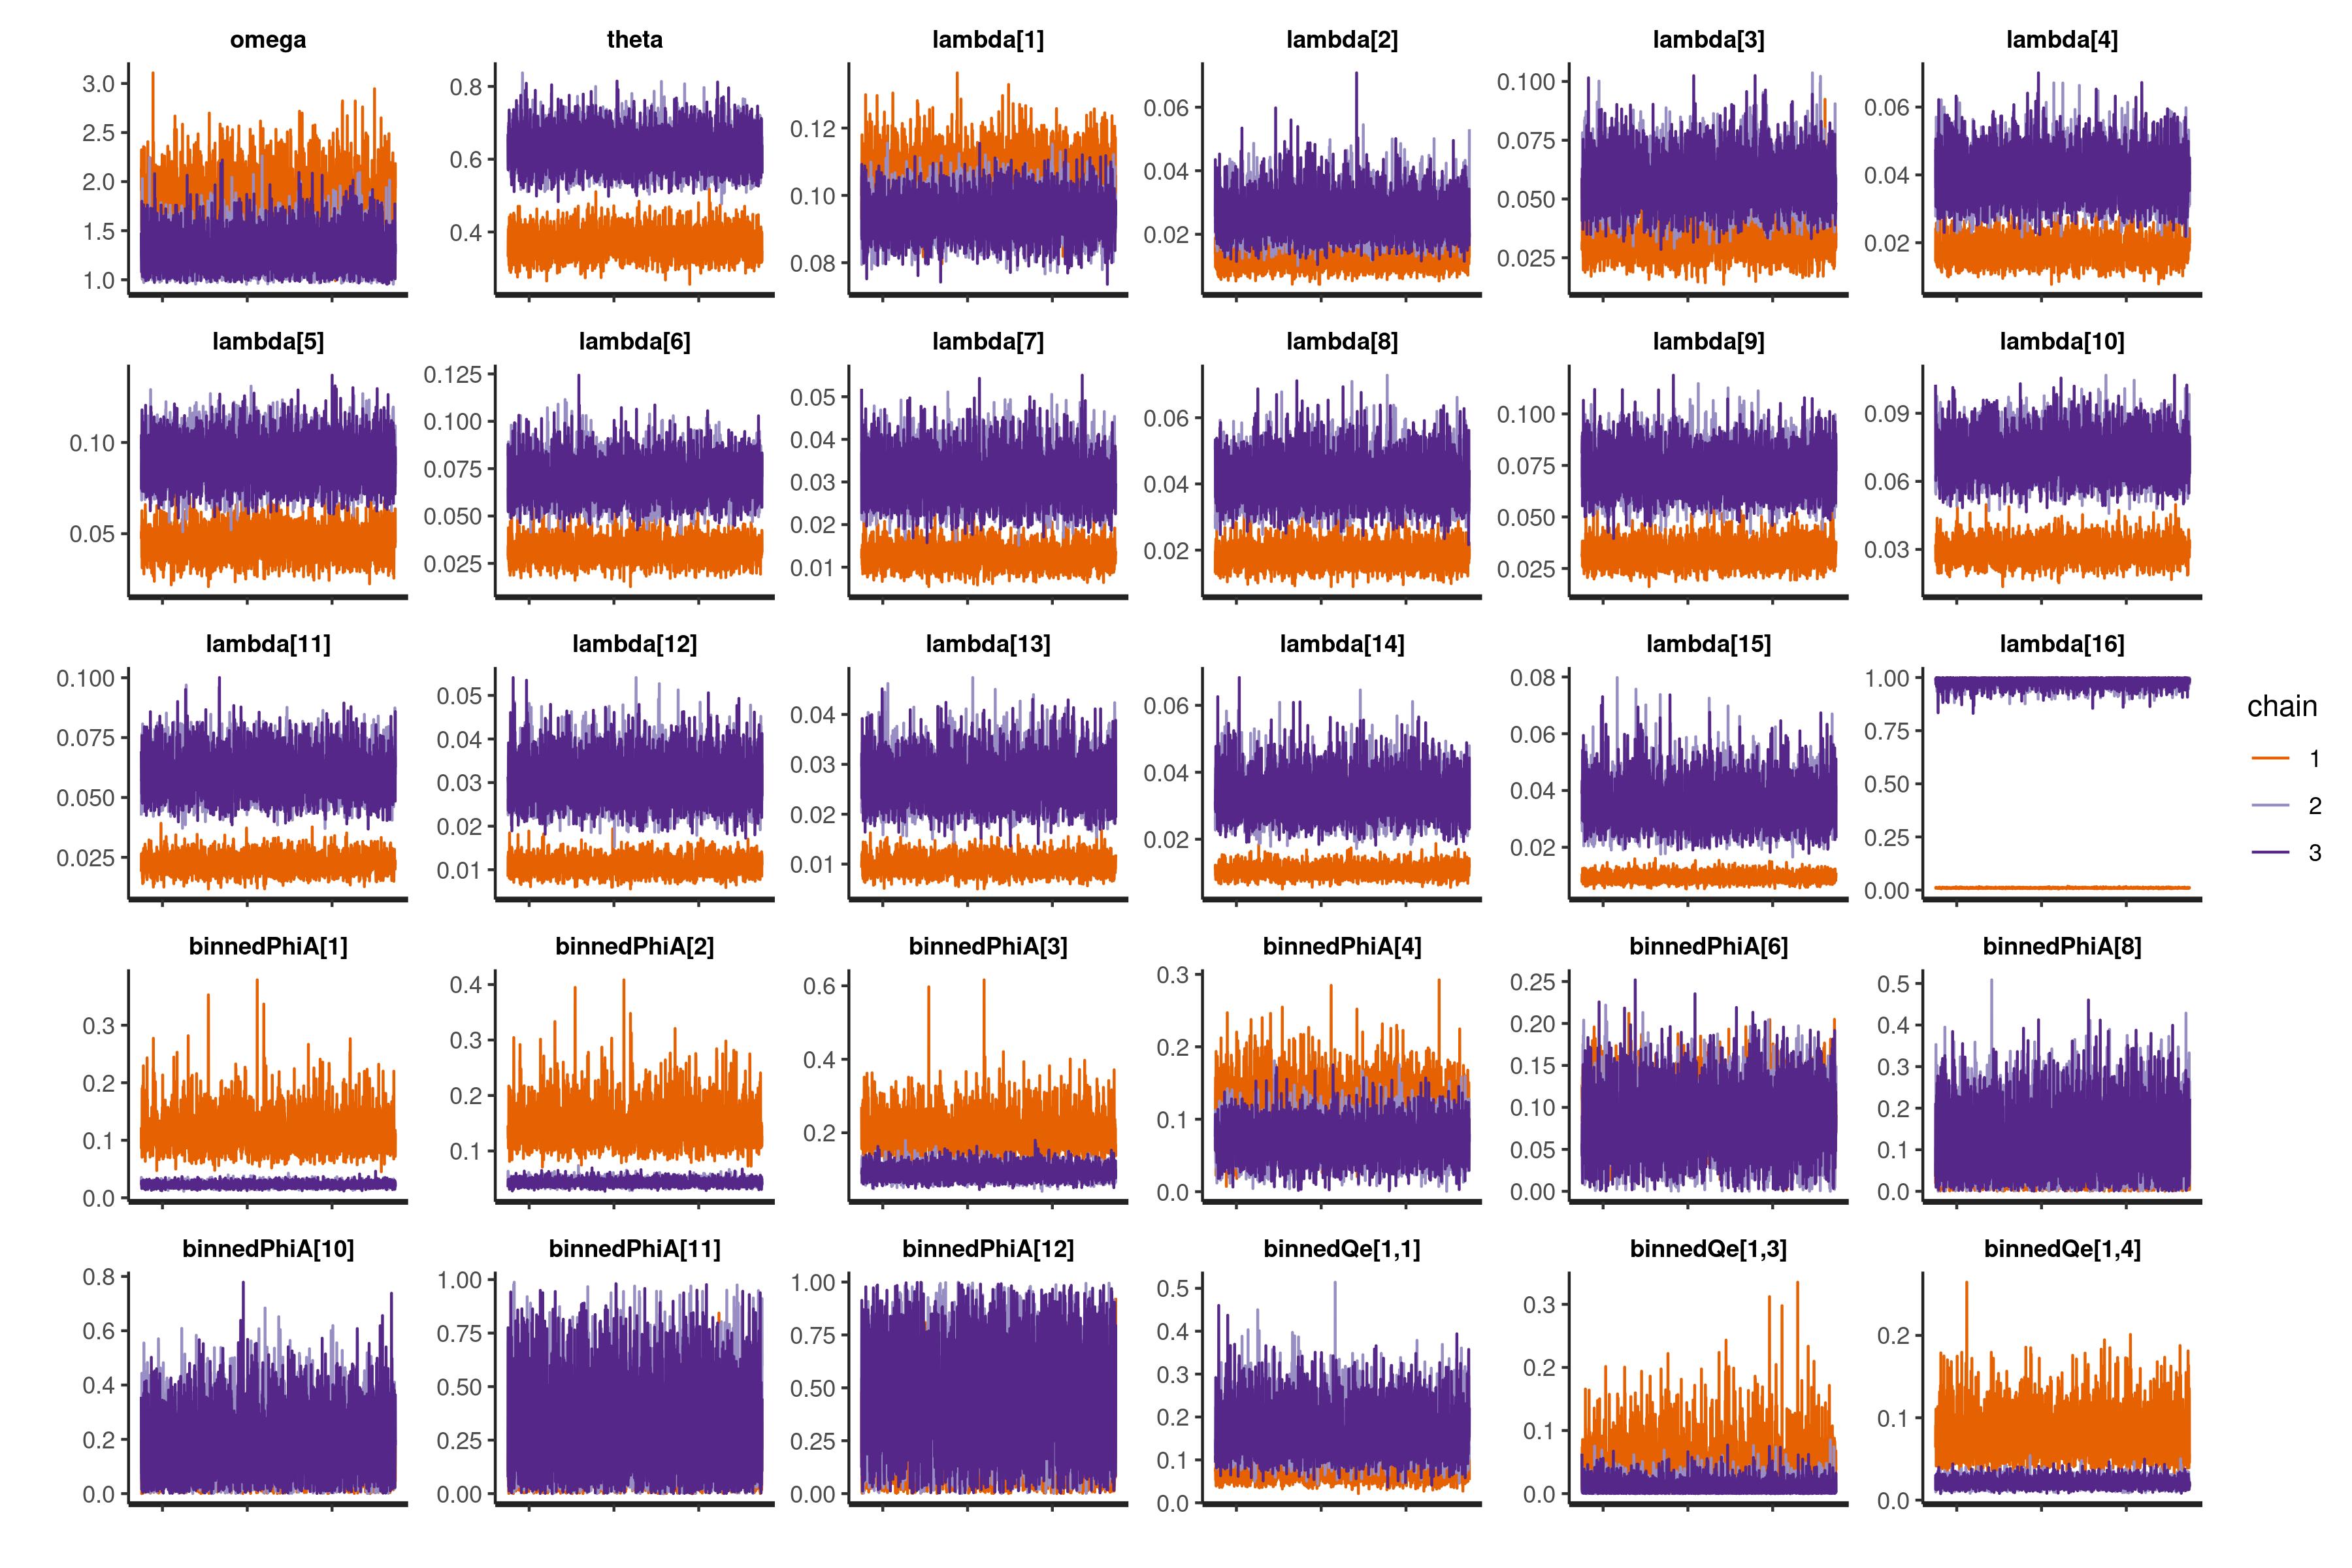 omega theta lambda[1] lambda[2] lambda[3] lambda[4]
3.0 2.5 2.0 1.5 1.0
0.8 0.6 0.4
0.12 0.10 0.08
0.06 0.04 0.02
0.100 0.075 0.050 0.025
0.06 0.04 0.02
lambda[5] lambda[6] lambda[7] lambda[8] lambda[9] lambda[10]
0.10 0.05
0.125 0.100 0.075 0.050 0.025
0.05 0.04 0.03 0.02 0.01
0.06 0.04 0.02
0.100 0.075 0.050 0.025
0.09 0.06 0.03
lambda[11] lambda[12] lambda[13] lambda[14] lambda[15] lambda[16]
0.100 0.075 0.050 0.025
0.05 0.04 0.03 0.02 0.01
0.04 0.03 0.02 0.01
0.06 0.04 0.02
0.08 0.06 0.04 0.02
1.00 0.75 0.50 0.25 0.00
binnedPhiA[1] binnedPhiA[2] binnedPhiA[3] binnedPhiA[4] binnedPhiA[6] binnedPhiA[8]
0.3 0.2 0.1 0.0
0.4 0.3 0.2 0.1
0.6 0.4 0.2
0.3 0.2 0.1 0.0
0.25 0.20 0.15 0.10 0.05 0.00
0.5 0.4 0.3 0.2 0.1 0.0
binnedPhiA[10] binnedPhiA[11] binnedPhiA[12] binnedQe[1,1] binnedQe[1,3] binnedQe[1,4]
0.8 0.6 0.4 0.2 0.0
1.00 0.75 0.50 0.25 0.00
1.00 0.75 0.50 0.25 0.00
0.5 0.4 0.3 0.2 0.1 0.0
0.3 0.2 0.1 0.0
0.2 0.1 0.0
chain
1
2
3